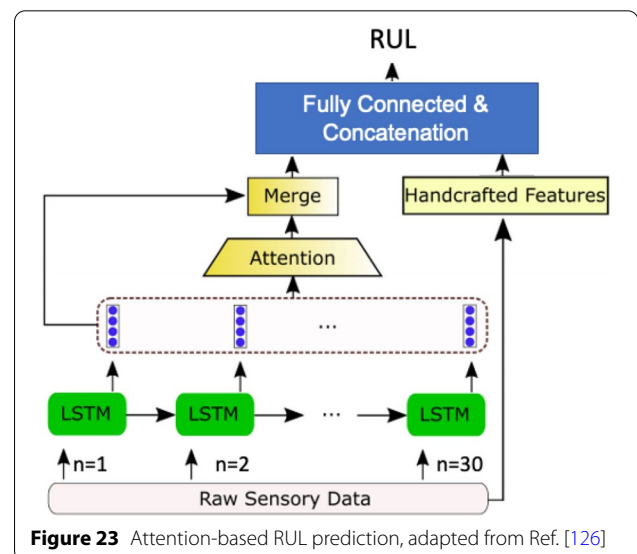 RUL
Fully Connected &
Concatenation
Merge
Handcrafted Features
Attention
...
LSTM
LSTM
...
LSTM
n=1
n=2
n=30
Raw Sensory Data
Figure 23 Attention-based RUL prediction, adapted from Ref. [126]